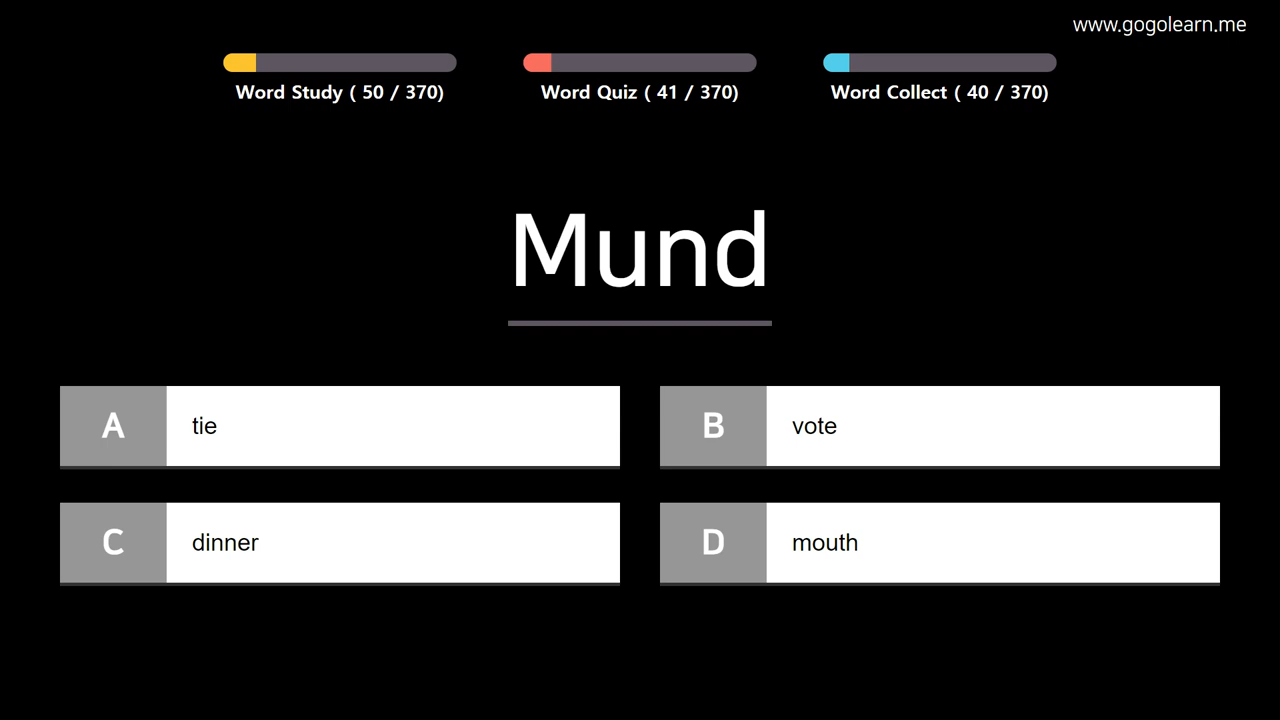 www.gogolearn.me
Word Study ( 50 / 370)
Word Quiz ( 41 / 370)
Word Collect ( 40 / 370)
Mund
A tie
B vote
C dinner
D mouth